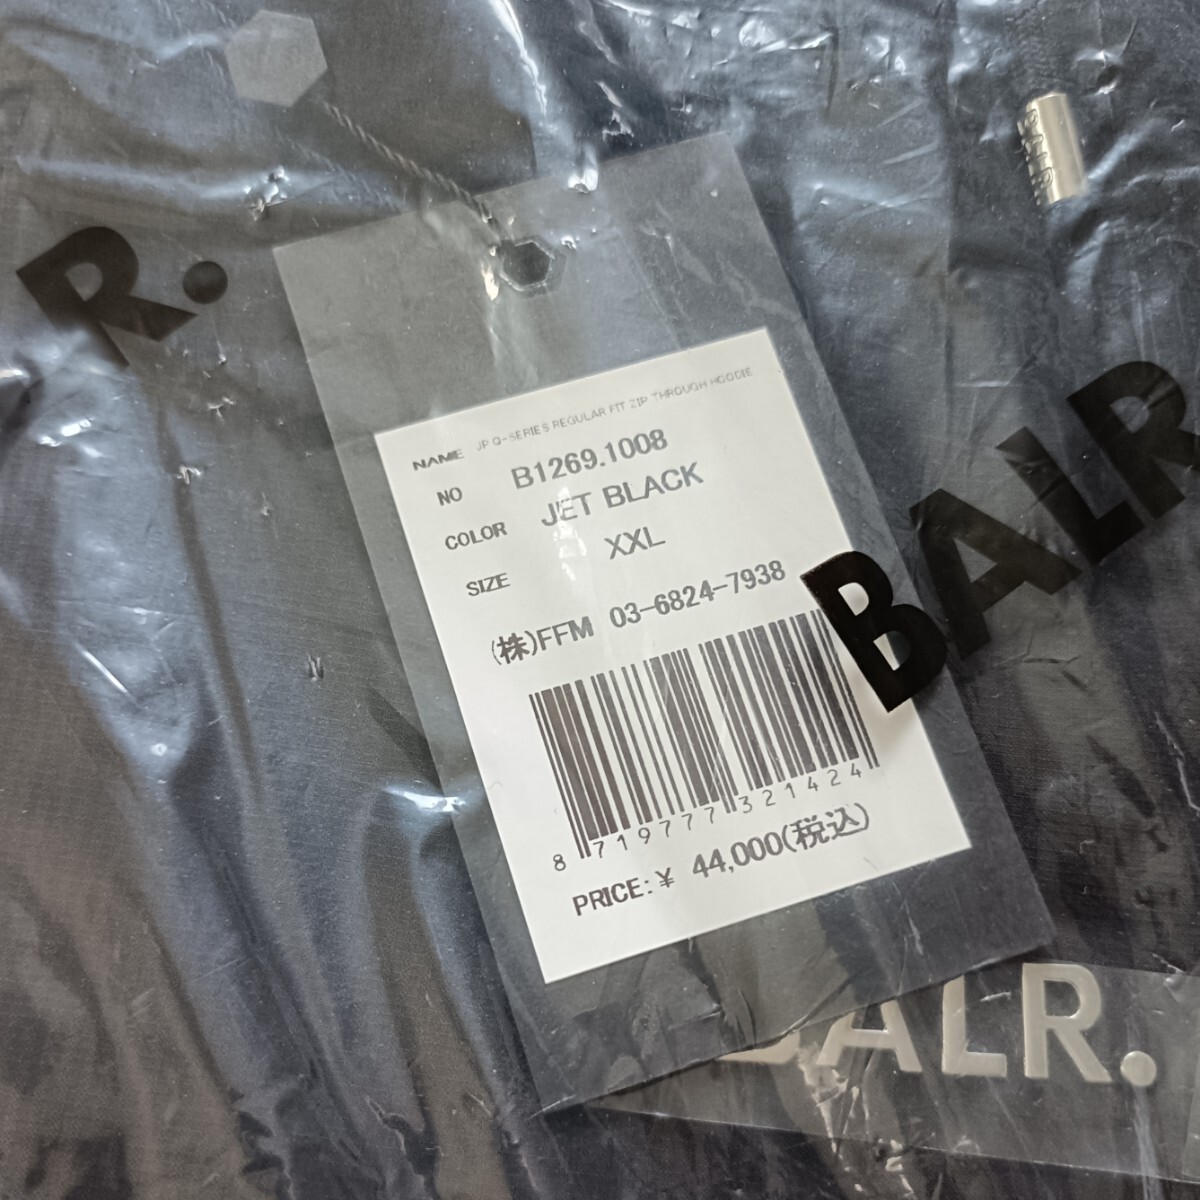 R.
BALR
BALR
NAME JP Q-SERIES REGULAR FIT ZIP THROUGH HOODIE
NO B1269.1008
COLOR JET BLACK
SIZE XXL
(株)FFM 03-6824-7938
8 719777 321424
PRICE:¥ 44,000(税込)
BALR.